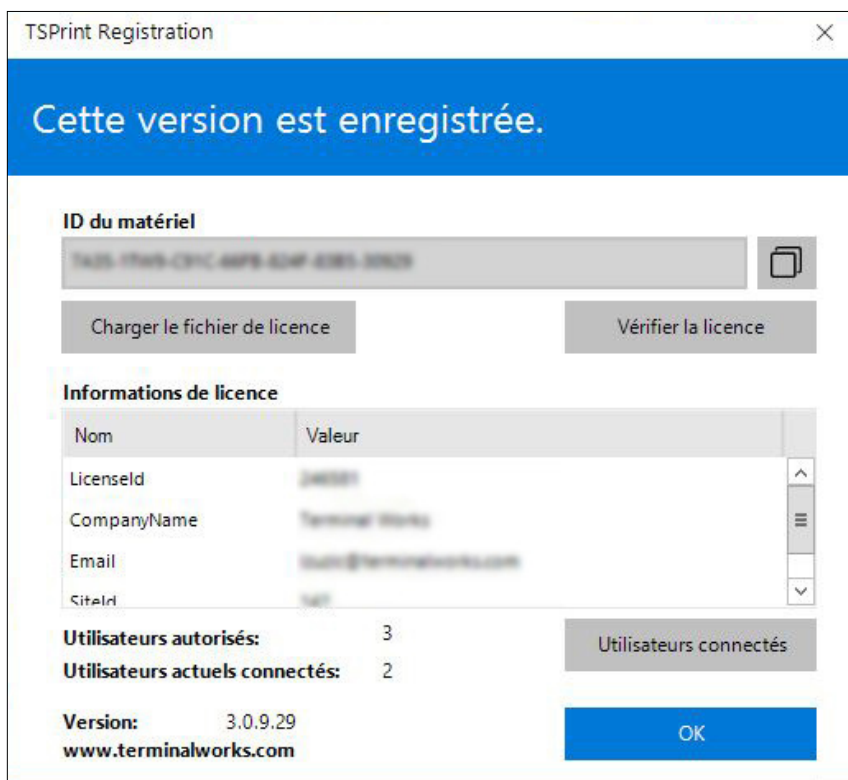 TSPrint Registration
Cette version est enregistrée.
ID du matériel
Charger le fichier de licence Vérifier la licence
Informations de licence
Nom Valeur
LicenseId
CompanyName
Email
SiteId
Utilisateurs autorisés: 3 Utilisateurs connectés
Utilisateurs actuels connectés: 2
Version: 3.0.9.29
www.terminalworks.com OK